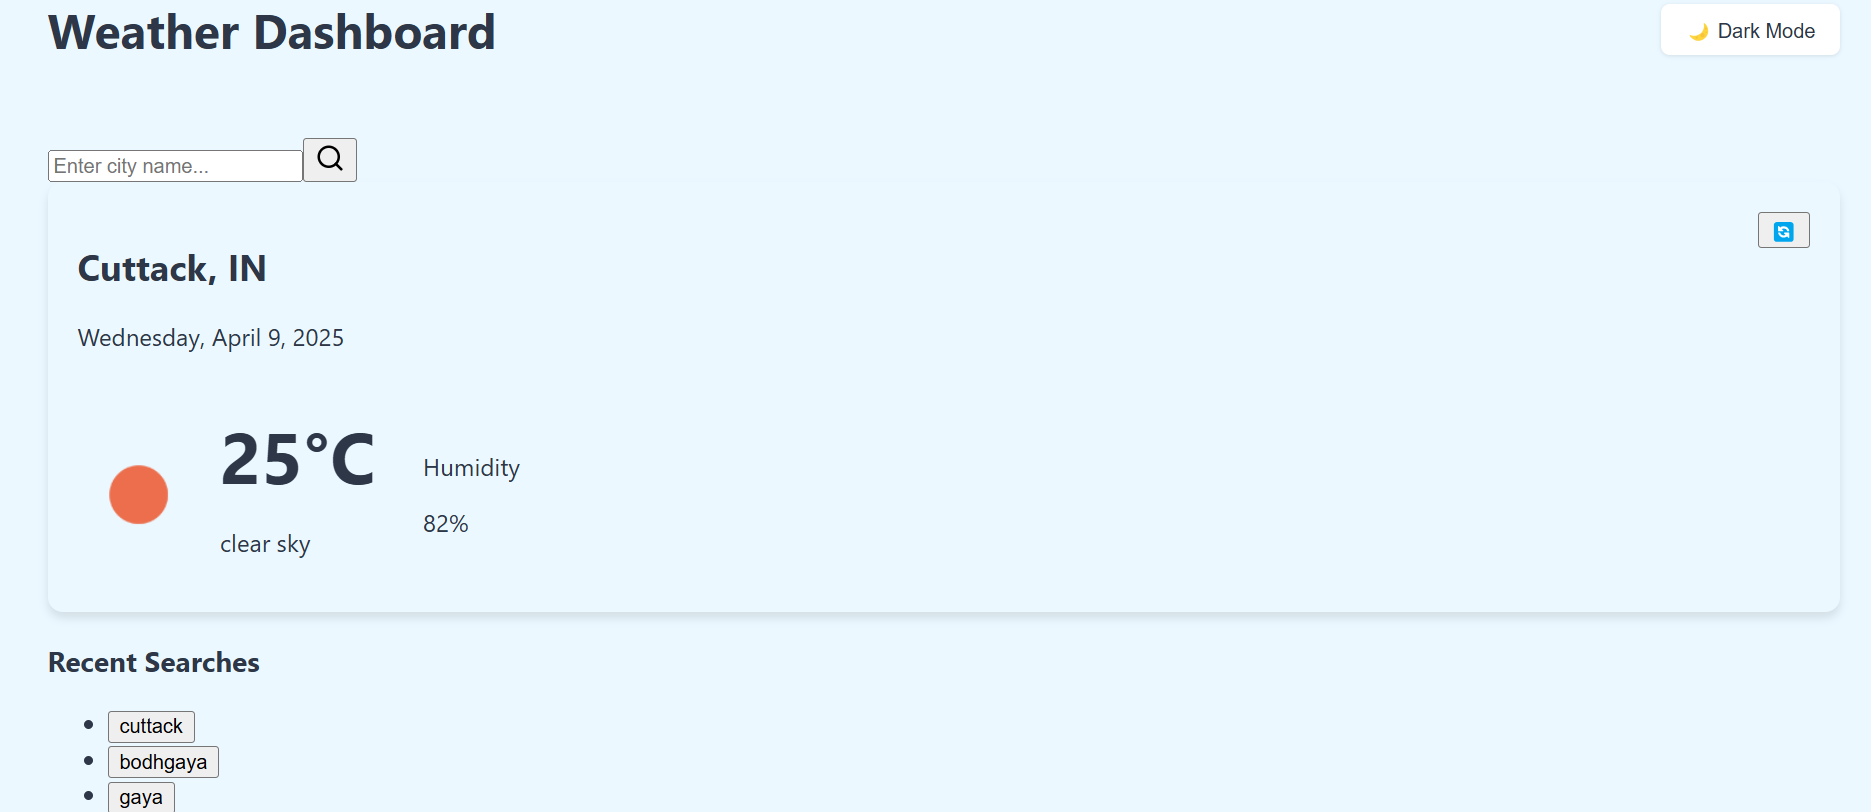 Weather Dashboard
🌙 Dark Mode
Enter city name...
Cuttack, IN
Wednesday, April 9, 2025
25°C
clear sky
Humidity
82%
Recent Searches
cuttack
bodhgaya
gaya